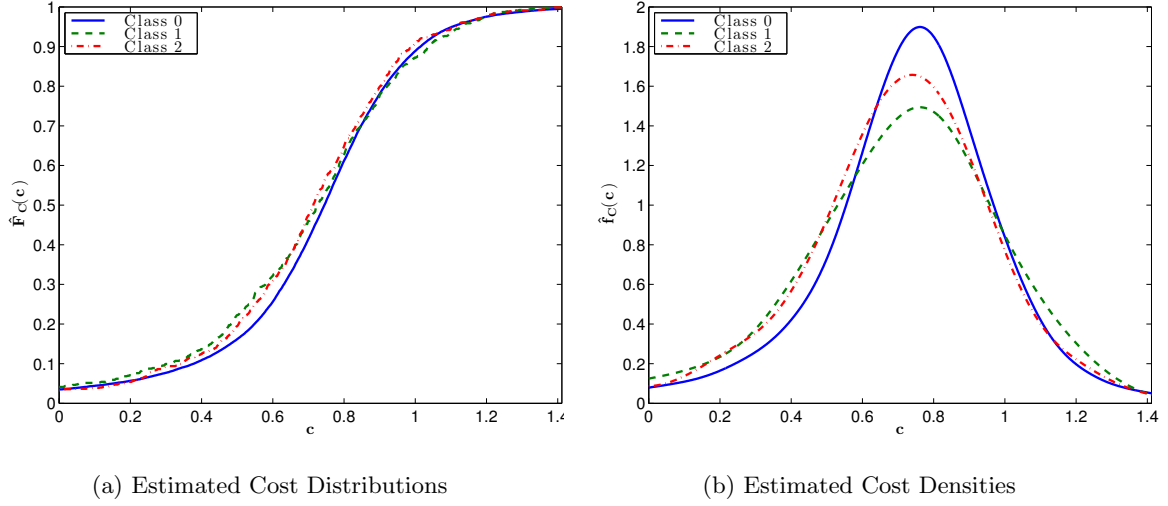 1
0.9
0.8
0.7
0.6
0.5
0.4
0.3
0.2
0.1
0
Class 0
Class 1
Class 2
F̂C(c)
0 0.2 0.4 0.6 0.8 1 1.2 1.4
c
(a) Estimated Cost Distributions
2
1.8
1.6
1.4
1.2
1
0.8
0.6
0.4
0.2
0
Class 0
Class 1
Class 2
f̂C(c)
0 0.2 0.4 0.6 0.8 1 1.2 1.4
c
(b) Estimated Cost Densities